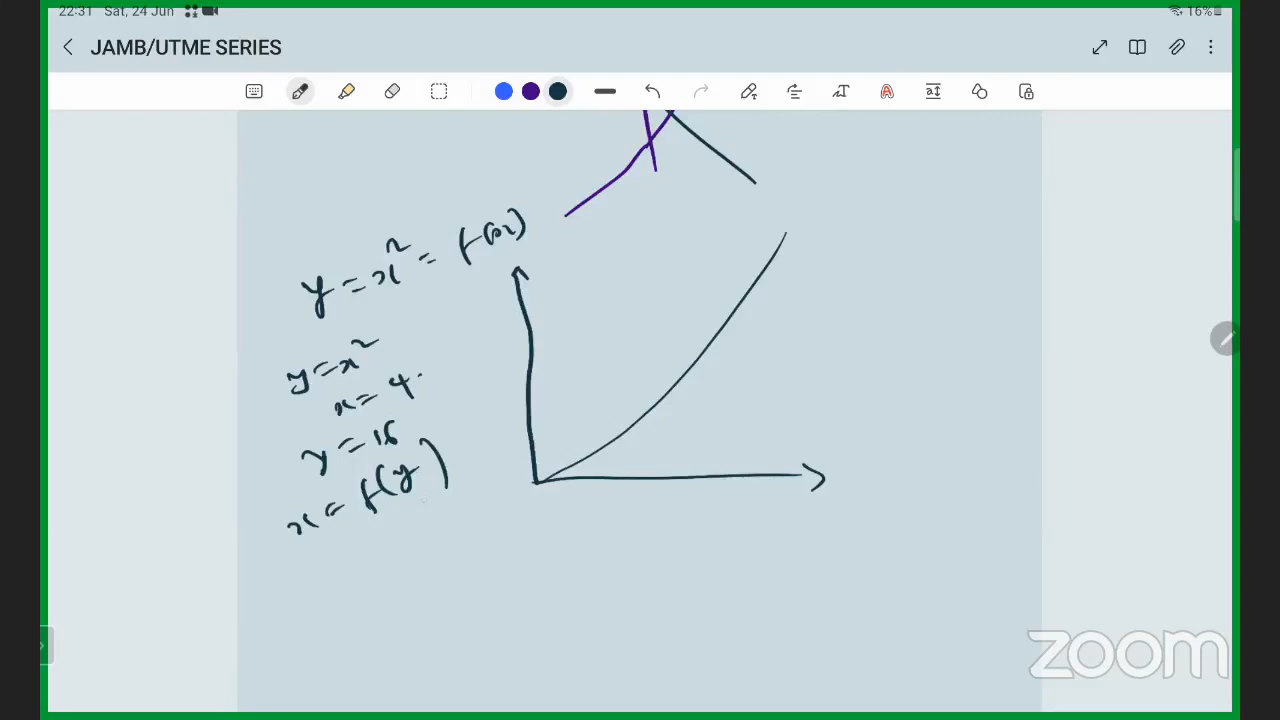 22:31 Sat, 24 Jun
16%
JAMB/UTME SERIES
y = x² = f(x)
y = x²
x = 4.
y = 16
x = f(y)
zoom